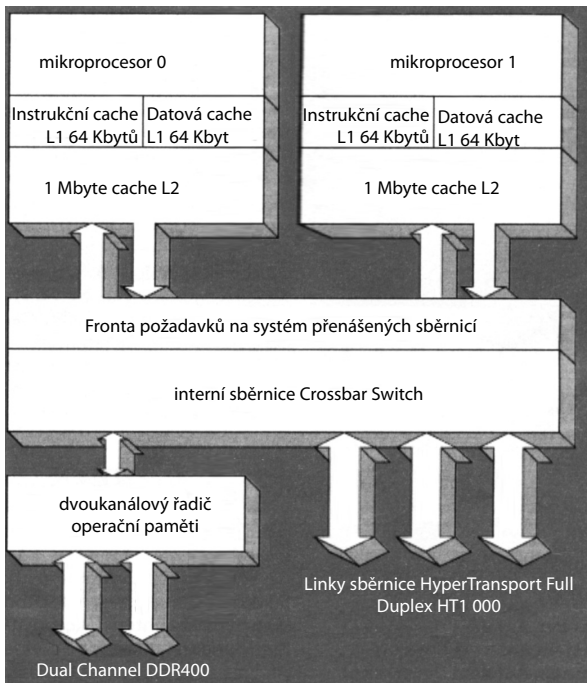 mikroprocesor 0
Instrukční cache
L1 64 Kbytů
Datová cache
L1 64 Kbyt
1 Mbyte cache L2
mikroprocesor 1
Instrukční cache
L1 64 Kbytů
Datová cache
L1 64 Kbyt
1 Mbyte cache L2
Fronta požadavků na systém přenášených sběrnicí
interní sběrnice Crossbar Switch
dvoukanálový řadič
operační paměti
Linky sběrnice HyperTransport Full
Duplex HT1 000
Dual Channel DDR400